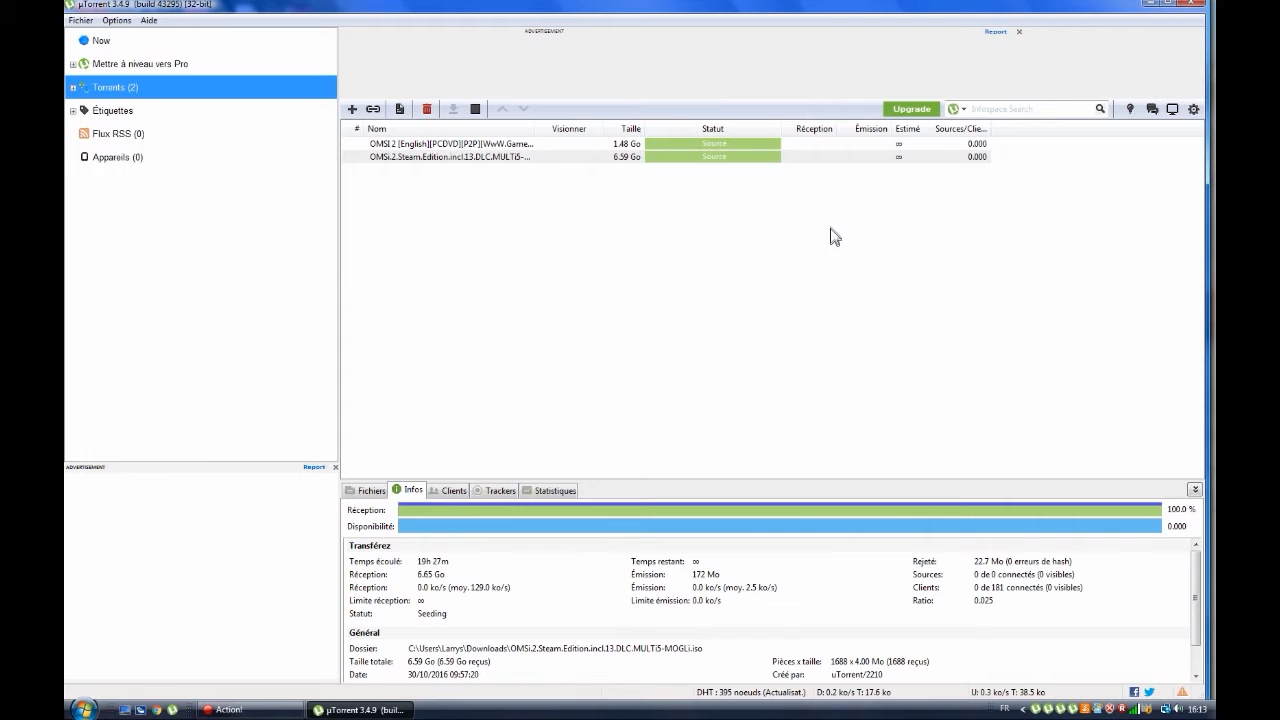 µTorrent 3.4.9 (build 43295) [32-bit]
Fichier Options Aide
Now
Mettre à niveau vers Pro
Torrents (2)
Étiquettes
Flux RSS (0)
Appareils (0)
ADVERTISEMENT Report
ADVERTISEMENT Report
Upgrade Infospace Search
# Nom Visionner Taille Statut Réception Émission Estimé Sources/Clie...
OMSI 2 [English][PCDVD][P2P][WwW.Game... 1.48 Go Source ∞ 0.000
OMSi.2.Steam.Edition.incl.13.DLC.MULTi5-... 6.59 Go Source ∞ 0.000
Fichiers Infos Clients Trackers Statistiques
Réception: 100.0 %
Disponibilité: 0.000
Transférez
Temps écoulé: 19h 27m Temps restant: ∞ Rejeté: 22.7 Mo (0 erreurs de hash)
Réception: 6.65 Go Émission: 172 Mo Sources: 0 de 0 connectés (0 visibles)
Réception: 0.0 ko/s (moy. 129.0 ko/s) Émission: 0.0 ko/s (moy. 2.5 ko/s) Clients: 0 de 181 connectés (0 visibles)
Limite réception: ∞ Limite émission: 0.0 ko/s Ratio: 0.025
Statut: Seeding
Général
Dossier: C:\Users\Larrys\Downloads\OMSi.2.Steam.Edition.incl.13.DLC.MULTi5-MOGLi.iso
Taille totale: 6.59 Go (6.59 Go reçus) Pièces x taille: 1688 x 4.00 Mo (1688 reçus)
Date: 30/10/2016 09:57:20 Créé par: uTorrent/2210
DHT : 395 noeuds (Actualisat.) D: 0.2 ko/s T: 17.6 ko U: 0.3 ko/s T: 38.5 ko
Action! µTorrent 3.4.9 (buil... FR 16:13